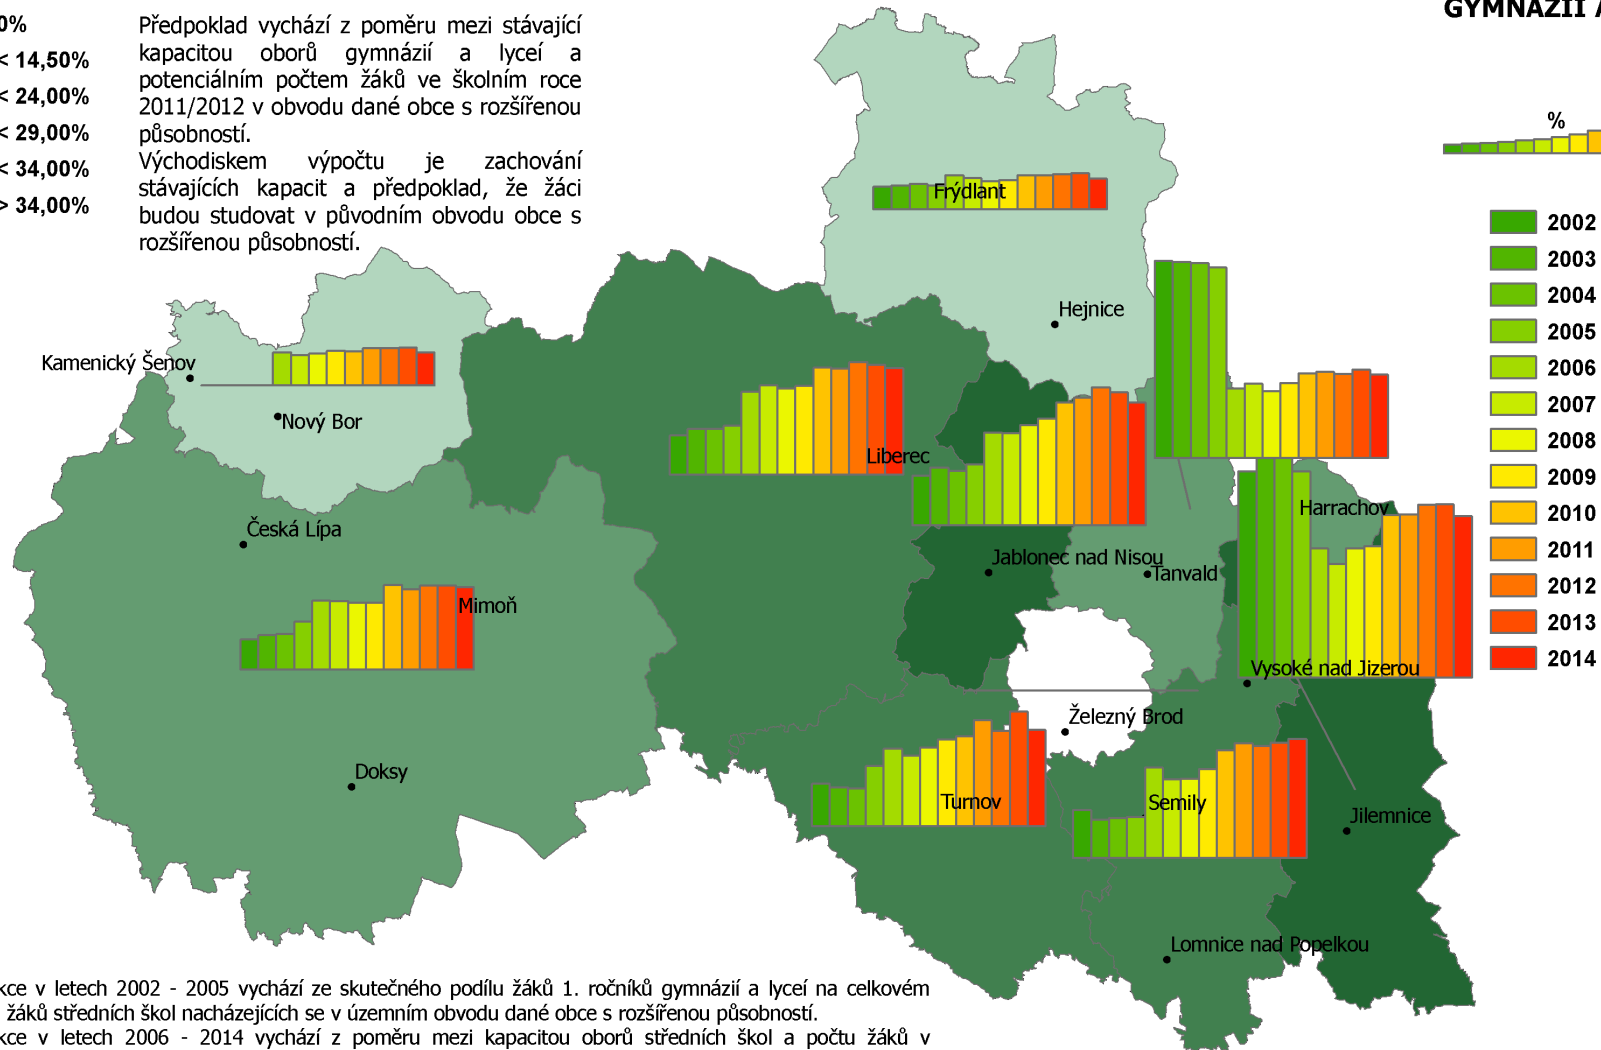 GYMNÁZIÍ A
0%
< 14,50%
< 24,00%
< 29,00%
< 34,00%
> 34,00%
Předpoklad vychází z poměru mezi stávající
kapacitou oborů gymnázií a lyceí a
potenciálním počtem žáků ve školním roce
2011/2012 v obvodu dané obce s rozšířenou
působností.
Východiskem výpočtu je zachování
stávajících kapacit a předpoklad, že žáci
budou studovat v původním obvodu obce s
rozšířenou působností.
%
2002
2003
2004
2005
2006
2007
2008
2009
2010
2011
2012
2013
2014
Frýdlant
Hejnice
Kamenický Šenov
Nový Bor
Liberec
Harrachov
Česká Lípa
Jablonec nad Nisou
Tanvald
Mimoň
Vysoké nad Jizerou
Železný Brod
Doksy
Turnov
Semily
Jilemnice
Lomnice nad Popelkou
kce v letech 2002 - 2005 vychází ze skutečného podílu žáků 1. ročníků gymnázií a lyceí na celkovém
žáků středních škol nacházejících se v územním obvodu dané obce s rozšířenou působností.
kce v letech 2006 - 2014 vychází z poměru mezi kapacitou oborů středních škol a počtu žáků v